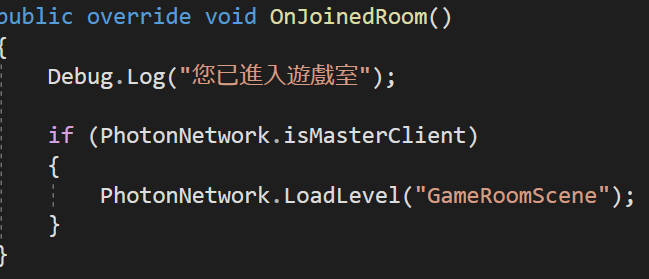 public override void OnJoinedRoom()
{
Debug.Log("您已進入遊戲室");
if (PhotonNetwork.isMasterClient)
{
PhotonNetwork.LoadLevel("GameRoomScene");
}
}